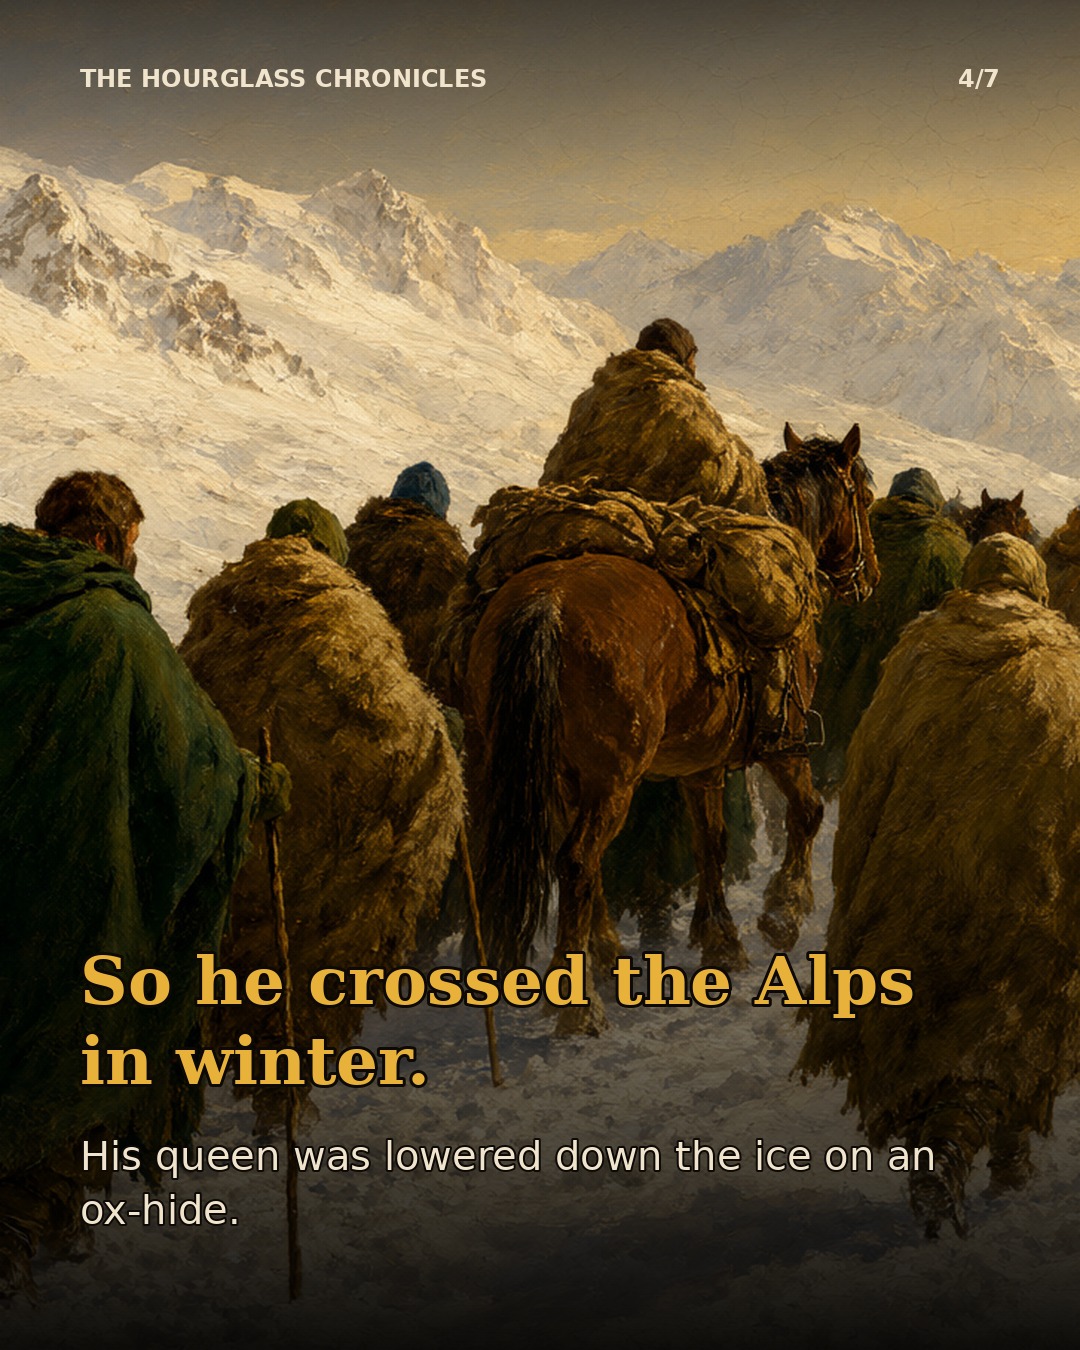 THE HOURGLASS CHRONICLES
4/7
So he crossed the Alps
in winter.
His queen was lowered down the ice on an
ox-hide.